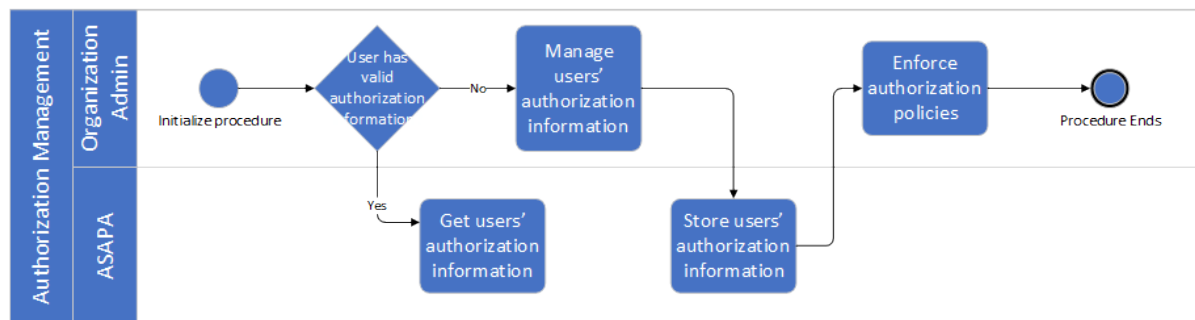 Authorization Management
Organization
Admin
ASAPA
Initialize procedure
User has
valid
authorization
formation
No
Yes
Manage
users’
authorization
information
Get users’
authorization
information
Store users’
authorization
information
Enforce
authorization
policies
Procedure Ends